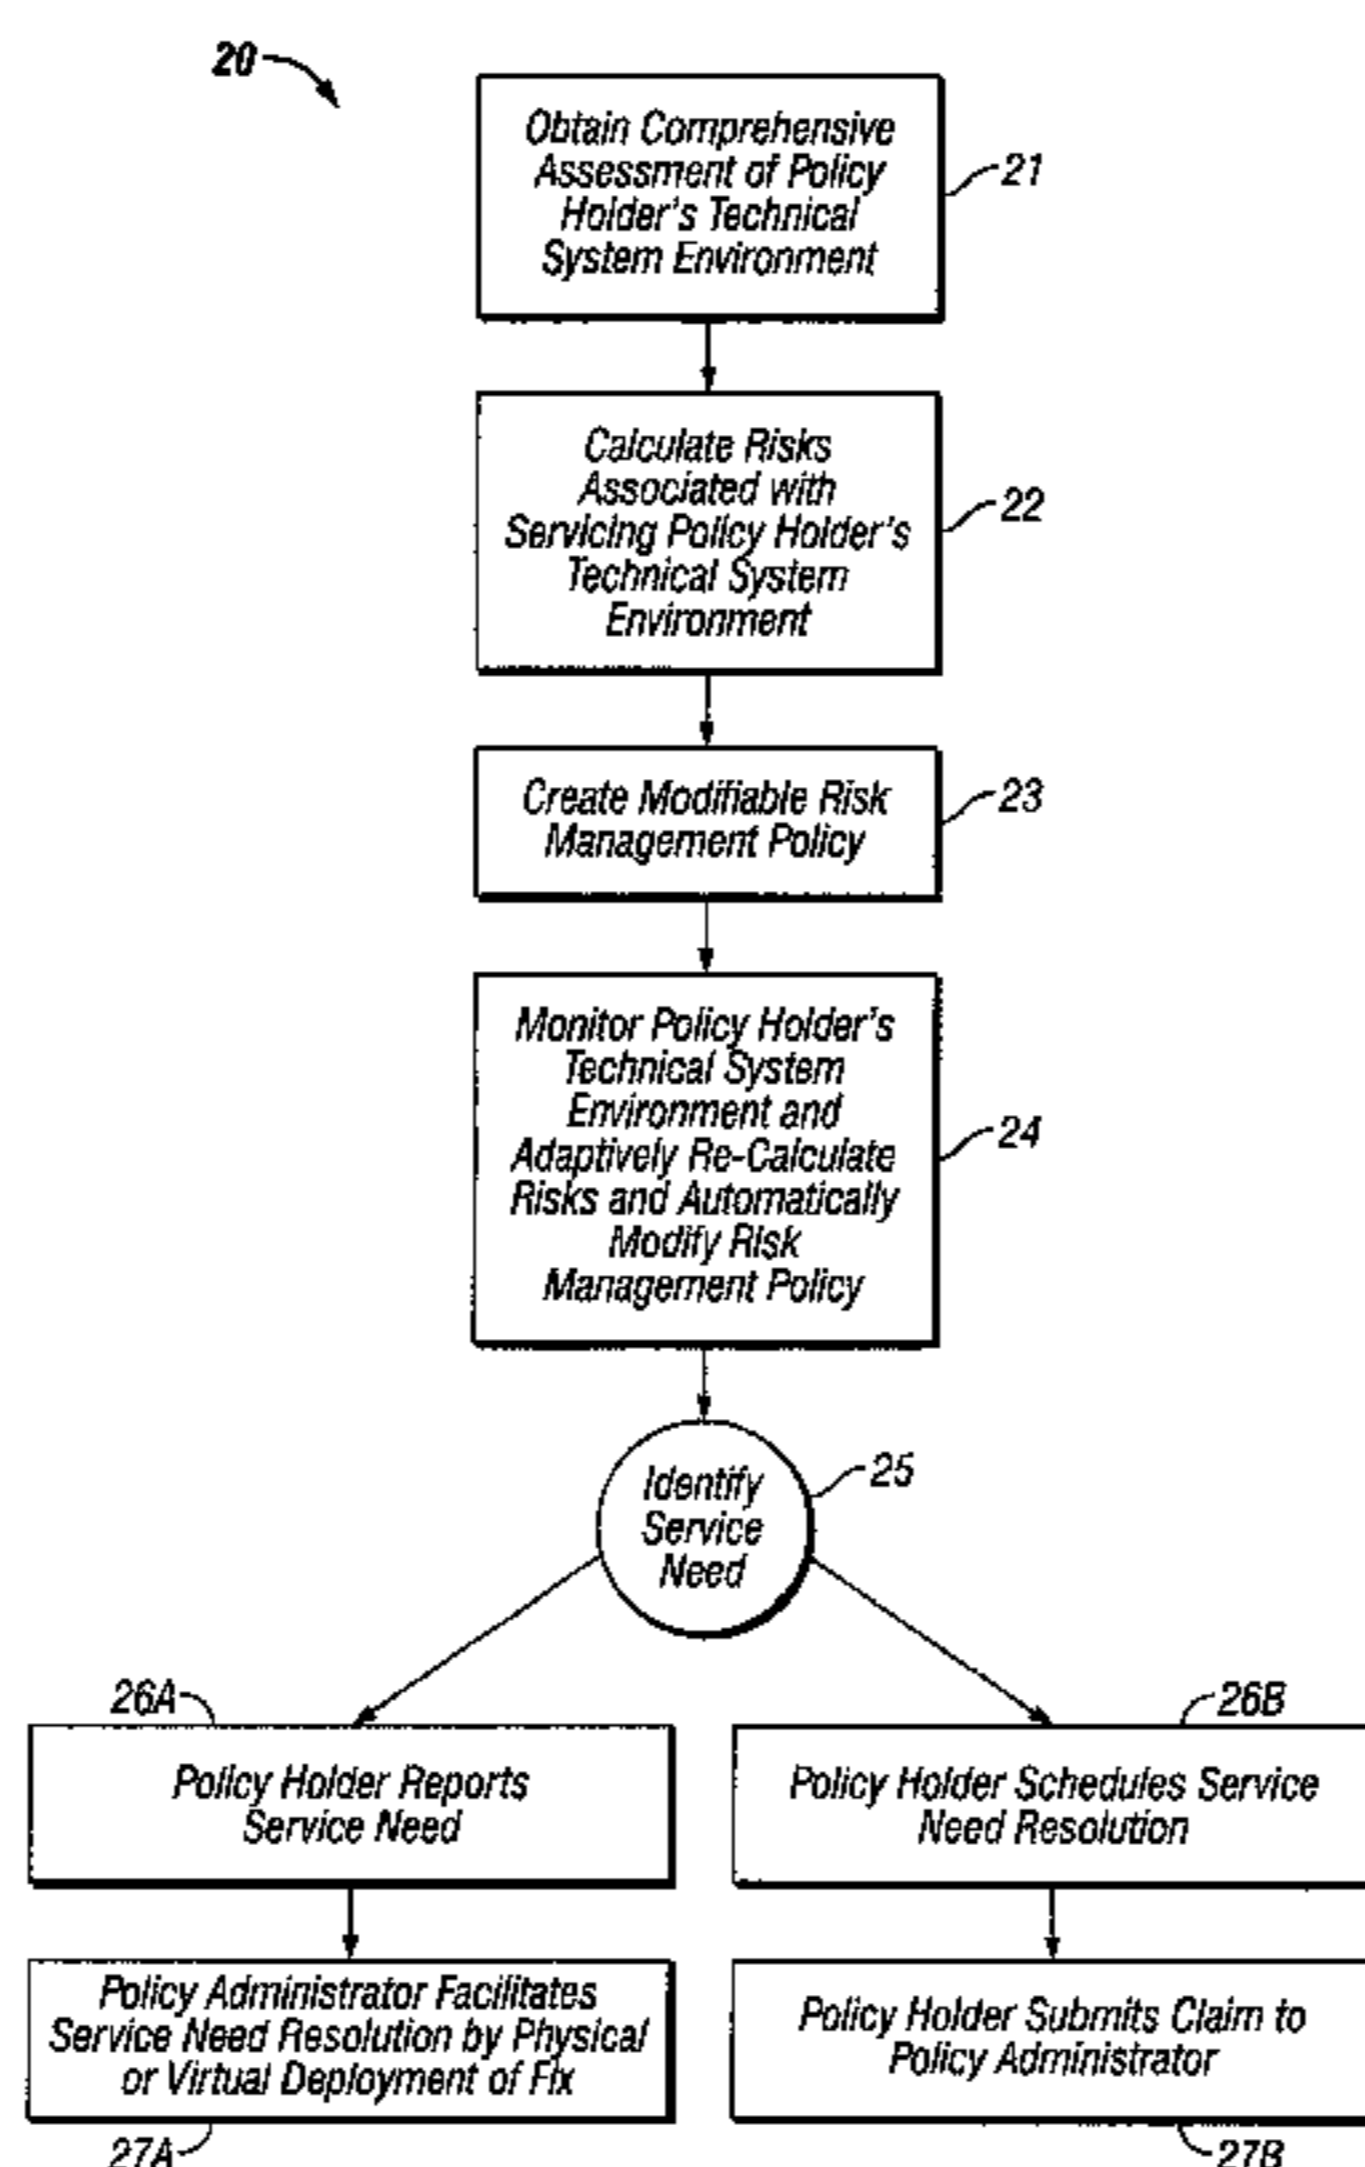 20
Obtain Comprehensive
Assessment of Policy
Holder's Technical
System Environment
21
Calculate Risks
Associated with
Servicing Policy Holder's
Technical System
Environment
22
Create Modifiable Risk
Management Policy
23
Monitor Policy Holder's
Technical System
Environment and
Adaptively Re-Calculate
Risks and Automatically
Modify Risk
Management Policy
24
Identify
Service
Need
25
26A
Policy Holder Reports
Service Need
26B
Policy Holder Schedules Service
Need Resolution
Policy Administrator Facilitates
Service Need Resolution by Physical
or Virtual Deployment of Fix
27A
Policy Holder Submits Claim to
Policy Administrator
27B